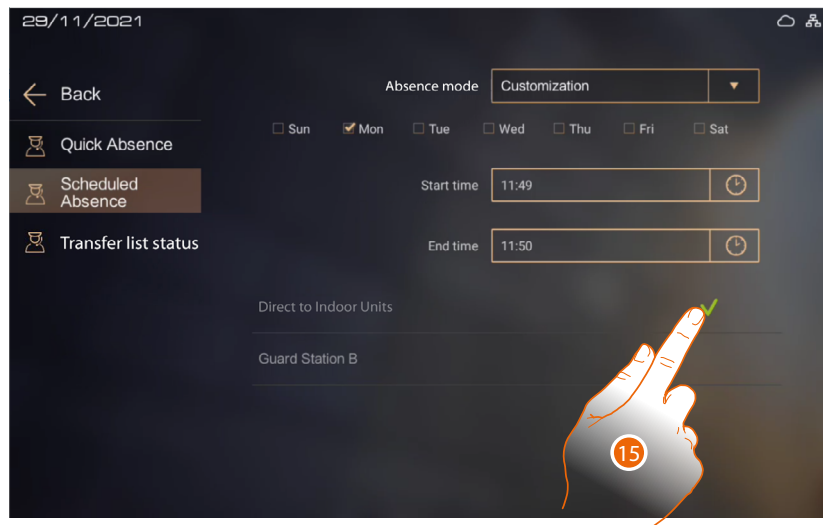 29/11/2021
Back
Absence mode Customization
Sun Mon Tue Wed Thu Fri Sat
Quick Absence
Scheduled
Absence
Start time 11:49
Transfer list status
End time 11:50
Direct to Indoor Units
Guard Station B
15